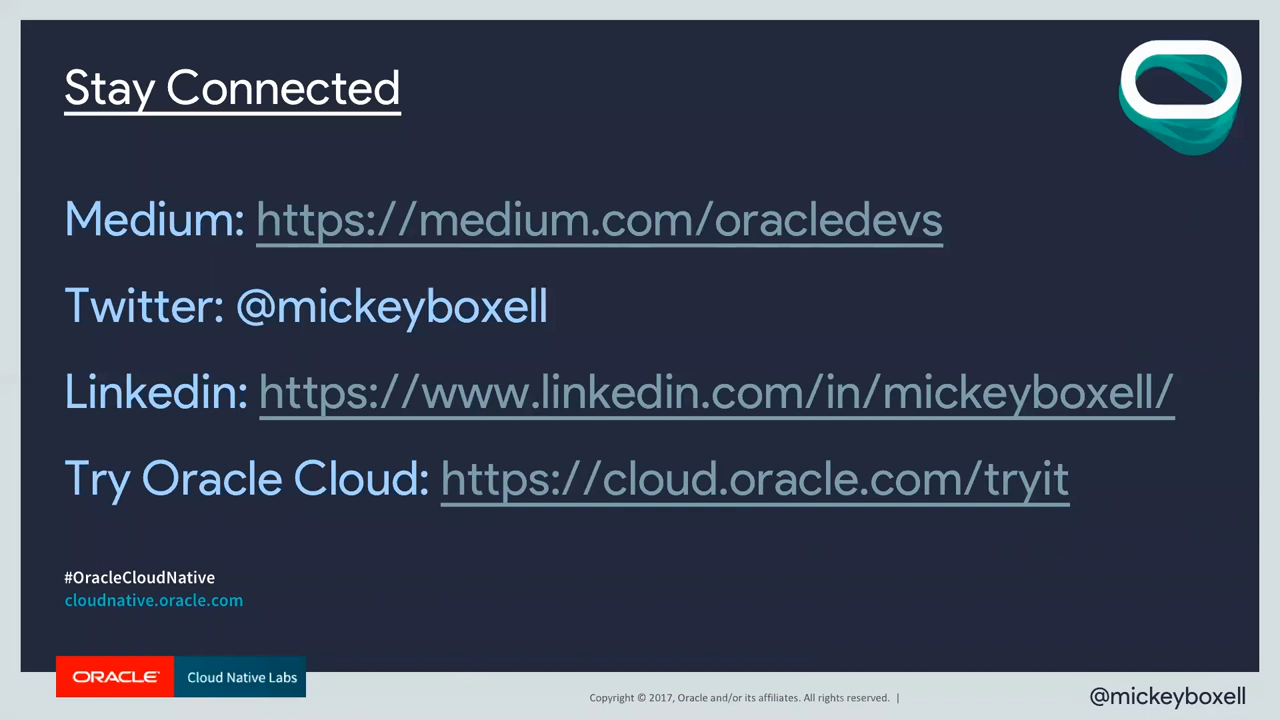 Stay Connected
Medium: https://medium.com/oracledevs
Twitter: @mickeyboxell
Linkedin: https://www.linkedin.com/in/mickeyboxell/
Try Oracle Cloud: https://cloud.oracle.com/tryit
#OracleCloudNative
cloudnative.oracle.com
ORACLE Cloud Native Labs
Copyright © 2017, Oracle and/or its affiliates. All rights reserved. |
@mickeyboxell